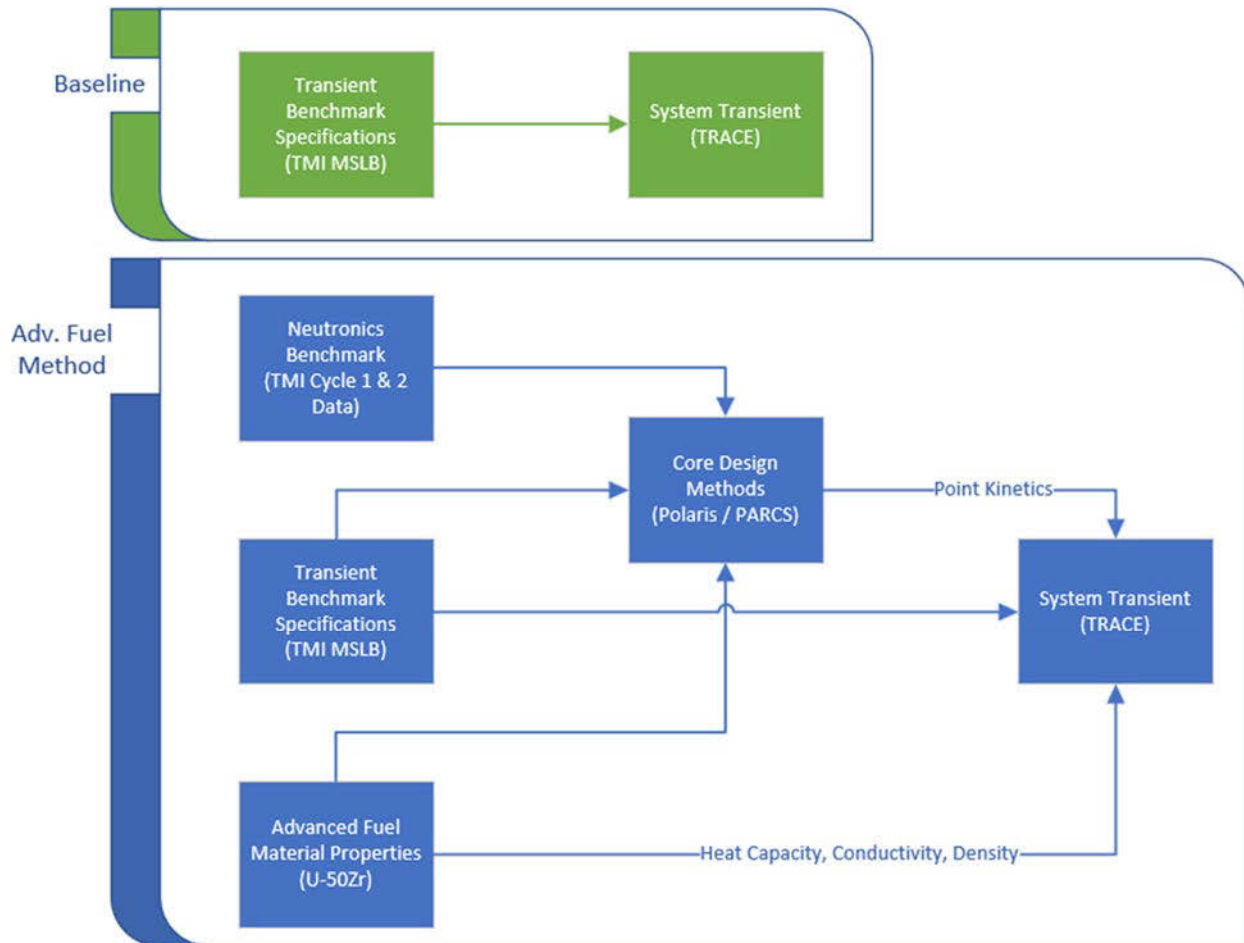 Baseline
Transient
Benchmark
Specifications
(TMI MSLB)
System Transient
(TRACE)
Adv. Fuel
Method
Neutronics
Benchmark
(TMI Cycle 1 & 2
Data)
Core Design
Methods
(Polaris / PARCS)
Point Kinetics
Transient
Benchmark
Specifications
(TMI MSLB)
System Transient
(TRACE)
Advanced Fuel
Material Properties
(U-50Zr)
Heat Capacity, Conductivity, Density